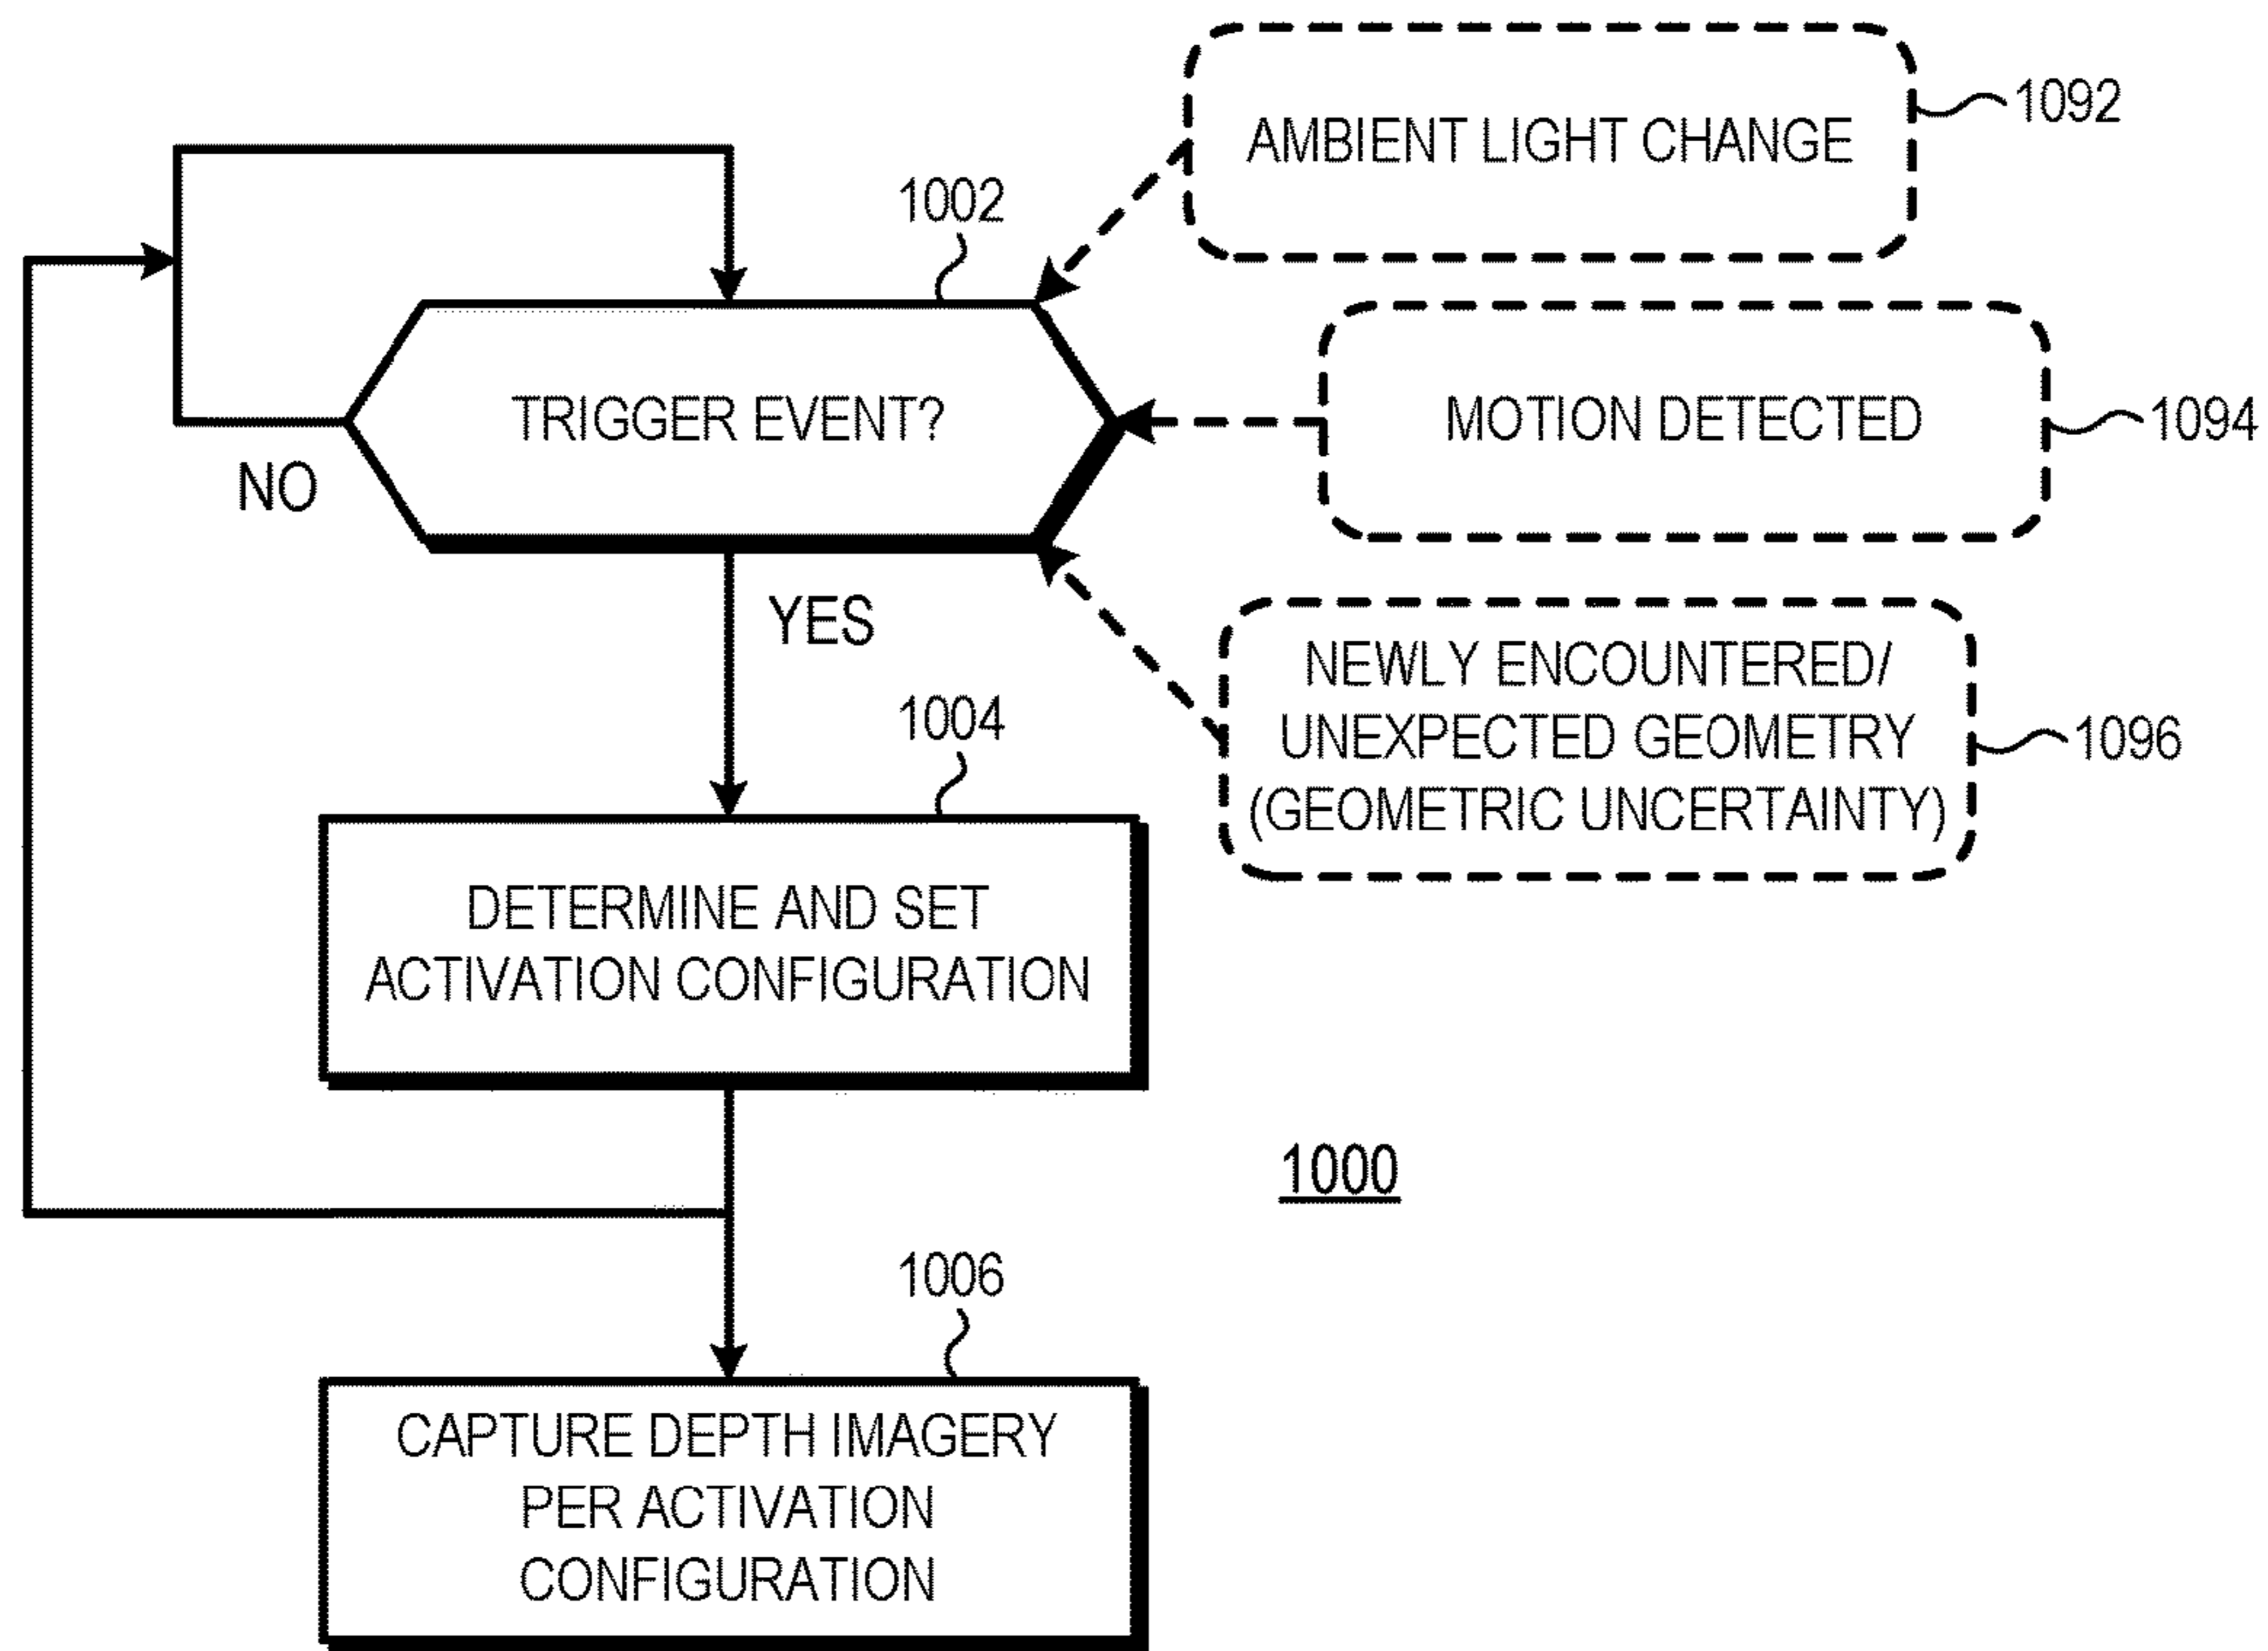 AMBIENT LIGHT CHANGE
1092
1002
TRIGGER EVENT?
MOTION DETECTED
1094
NO
YES
NEWLY ENCOUNTERED/
UNEXPECTED GEOMETRY
(GEOMETRIC UNCERTAINTY)
1096
1004
DETERMINE AND SET
ACTIVATION CONFIGURATION
1000
1006
CAPTURE DEPTH IMAGERY
PER ACTIVATION
CONFIGURATION